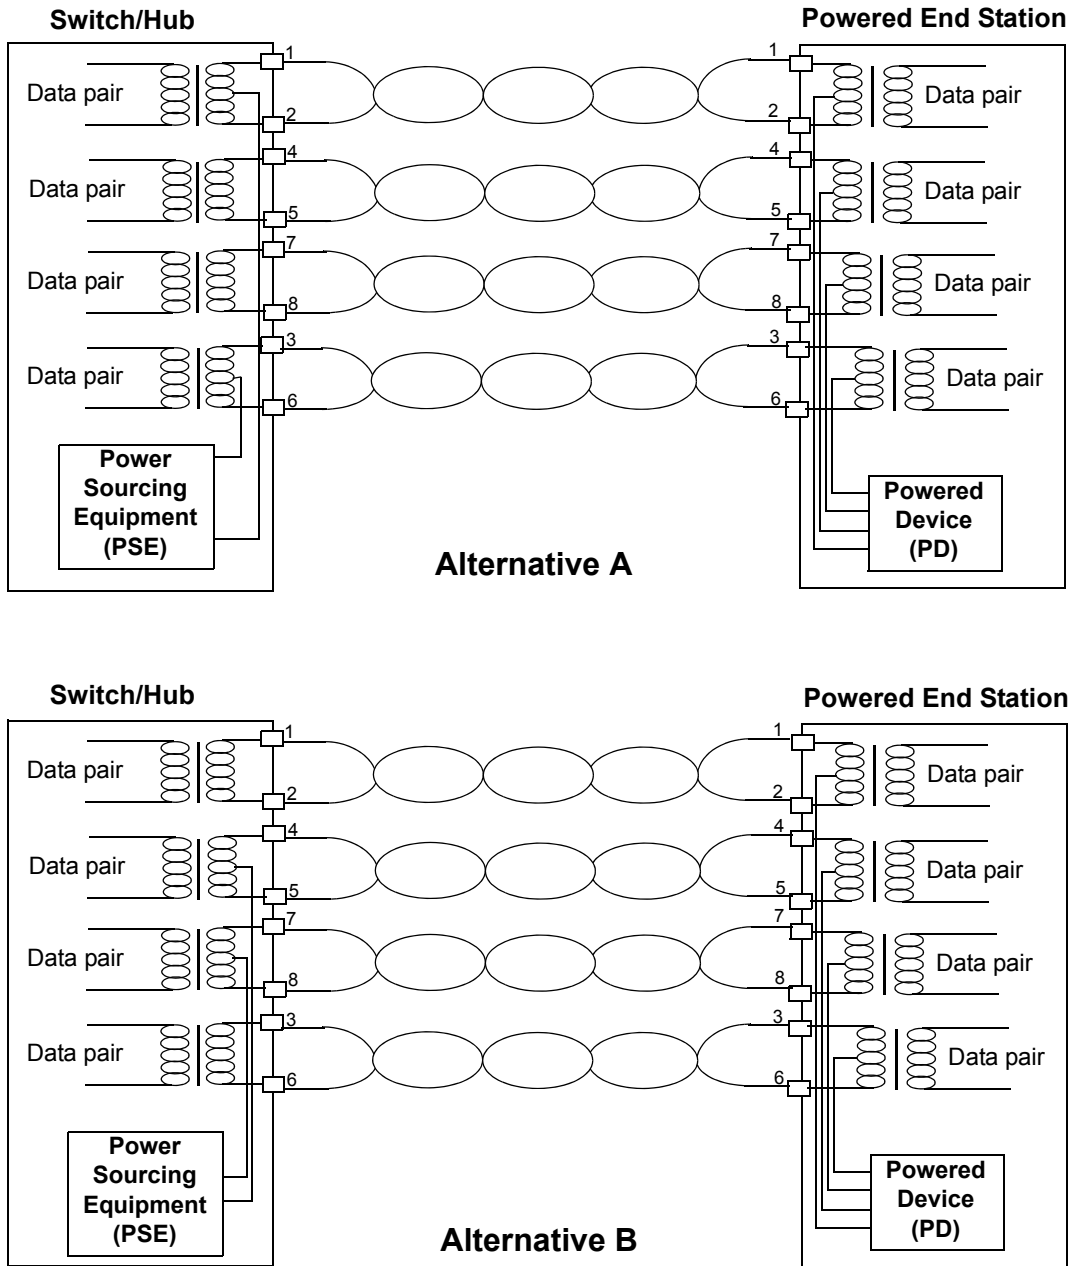 Switch/Hub
Powered End Station
1
1
Data pair
Data pair
2
2
4
4
Data pair
Data pair
5
5
7
7
Data pair
Data pair
8
8
3
3
Data pair
Data pair
6
6
Power
Sourcing
Equipment
(PSE)
Powered
Device
(PD)
Alternative A
Switch/Hub
Powered End Station
1
1
Data pair
Data pair
2
2
4
4
Data pair
Data pair
5
5
7
7
Data pair
Data pair
8
8
3
3
Data pair
Data pair
6
6
Power
Sourcing
Equipment
(PSE)
Powered
Device
(PD)
Alternative B